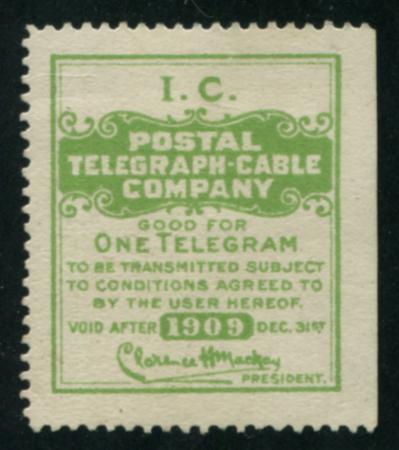 I. C.
POSTAL
TELEGRAPH-CABLE
COMPANY
GOOD FOR
ONE TELEGRAM
TO BE TRANSMITTED SUBJECT
TO CONDITIONS AGREED TO
BY THE USER HEREOF.
VOID AFTER 1909 DEC. 31ST
Clarence H Mackay
PRESIDENT.